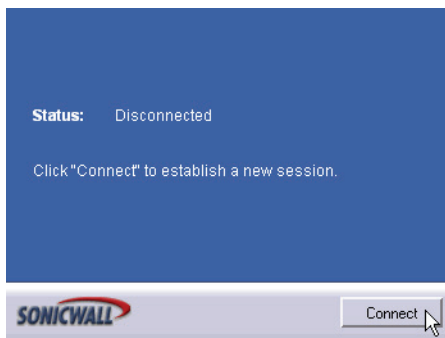 Status: Disconnected
Click "Connect" to establish a new session.
SONICWALL
Connect